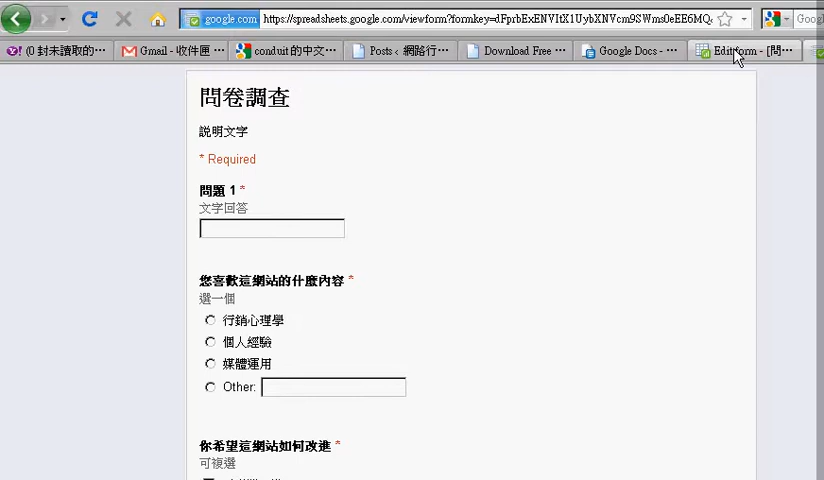 google.com https://spreadsheets.google.com/viewform?formkey=dFprbExENVItX1UybXNVcm9SWms0eEE6MQ
(0 封未讀取的… Gmail - 收件匣 … conduit 的中文… Posts < 網路行… Download Free … Google Docs - … Edit form - [問…
問卷調查
說明文字
* Required
問題 1 *
文字回答
您喜歡這網站的什麼內容 *
選一個
行銷心理學
個人經驗
媒體運用
Other:
你希望這網站如何改進 *
可複選